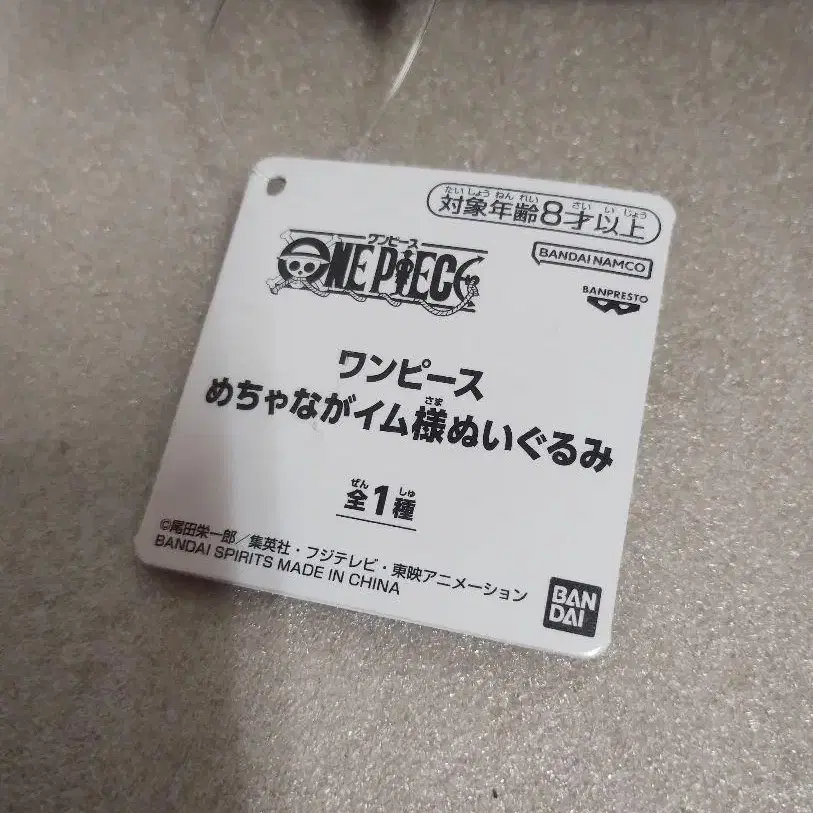 たいしょうねんれい さいいじょう
対象年齢8才以上
ワンピース
ONE PIECE
BANDAI NAMCO
BANPRESTO
ワンピース
さま
めちゃながイム様ぬいぐるみ
ぜん しゅ
全1種
©尾田栄一郎/集英社・フジテレビ・東映アニメーション
BANDAI SPIRITS MADE IN CHINA
BAN
DAI